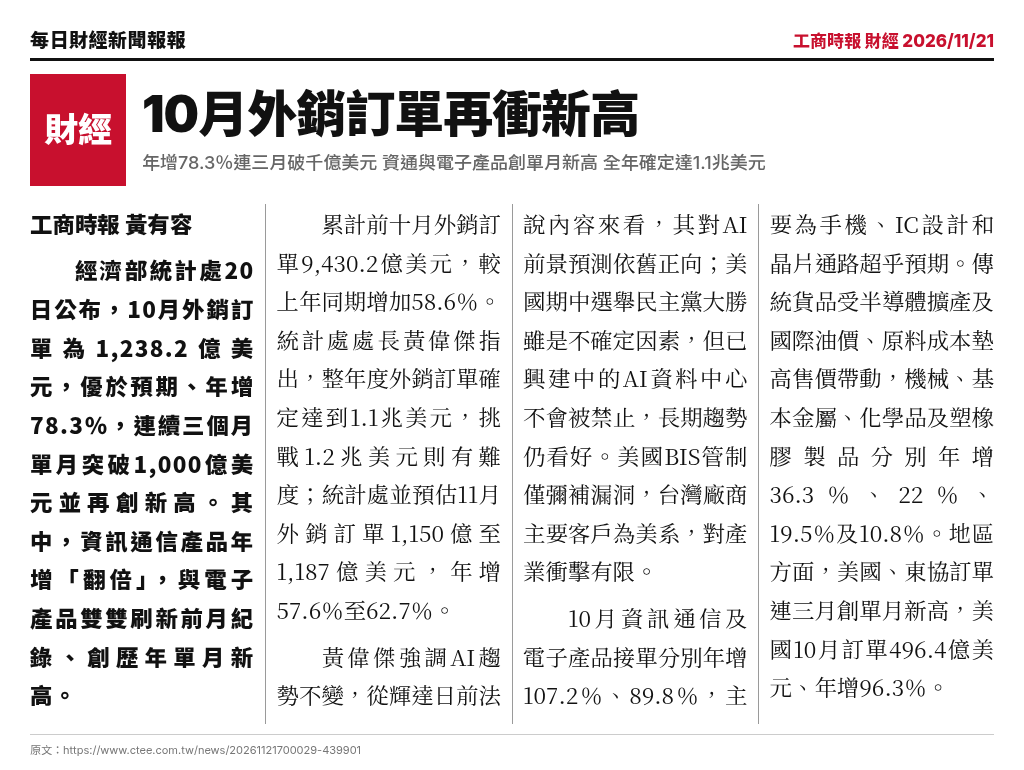 每日財經新聞報報
工商時報 財經 2026/11/21
財經
10月外銷訂單再衝新高
年增78.3％連三月破千億美元 資通與電子產品創單月新高 全年確定達1.1兆美元
工商時報 黃有容
經濟部統計處20
日公布，10月外銷訂
單為1,238.2億美
元，優於預期、年增
78.3％，連續三個月
單月突破1,000億美
元並再創新高。其
中，資訊通信產品年
增「翻倍」，與電子
產品雙雙刷新前月紀
錄、創歷年單月新
高。
累計前十月外銷訂
單9,430.2億美元，較
上年同期增加58.6％。
統計處處長黃偉傑指
出，整年度外銷訂單確
定達到1.1兆美元，挑
戰1.2兆美元則有難
度；統計處並預估11月
外銷訂單1,150億至
1,187億美元，年增
57.6％至62.7％。
黃偉傑強調AI趨
勢不變，從輝達日前法
說內容來看，其對AI
前景預測依舊正向；美
國期中選舉民主黨大勝
雖是不確定因素，但已
興建中的AI資料中心
不會被禁止，長期趨勢
仍看好。美國BIS管制
僅彌補漏洞，台灣廠商
主要客戶為美系，對產
業衝擊有限。
10月資訊通信及
電子產品接單分別年增
107.2％、89.8％，主
要為手機、IC設計和
晶片通路超乎預期。傳
統貨品受半導體擴產及
國際油價、原料成本墊
高售價帶動，機械、基
本金屬、化學品及塑橡
膠製品分別年增
36.3％、22％、
19.5％及10.8％。地區
方面，美國、東協訂單
連三月創單月新高，美
國10月訂單496.4億美
元、年增96.3％。
原文：https://www.ctee.com.tw/news/20261121700029-439901